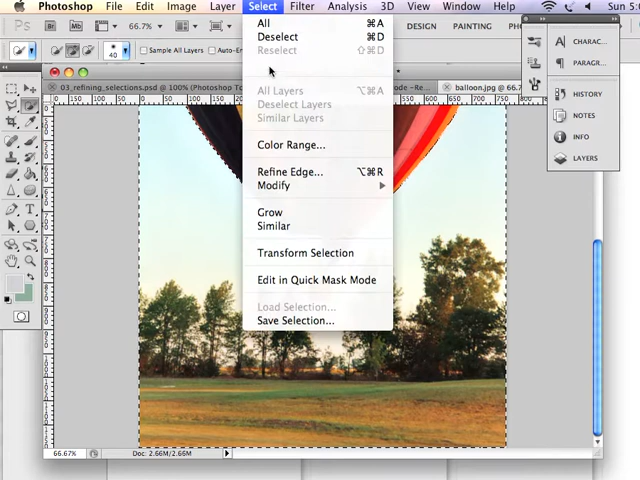 Photoshop File Edit Image Layer Select Filter Analysis 3D View Window
66.7% DESIGN PAINTING
40 Sample All Layers
03_refining_selections.psd @ 100% (Photoshop
balloon.jpg @ 66.7
All ⌘A
Deselect ⌘D
Reselect ⇧⌘D
All Layers ⌥⌘A
Deselect Layers
Similar Layers
Color Range...
Refine Edge... ⌥⌘R
Modify
Grow
Similar
Transform Selection
Edit in Quick Mask Mode
Load Selection...
Save Selection...
CHARAC...
PARAGR...
HISTORY
NOTES
INFO
LAYERS
66.67% Doc: 2.66M/2.66M